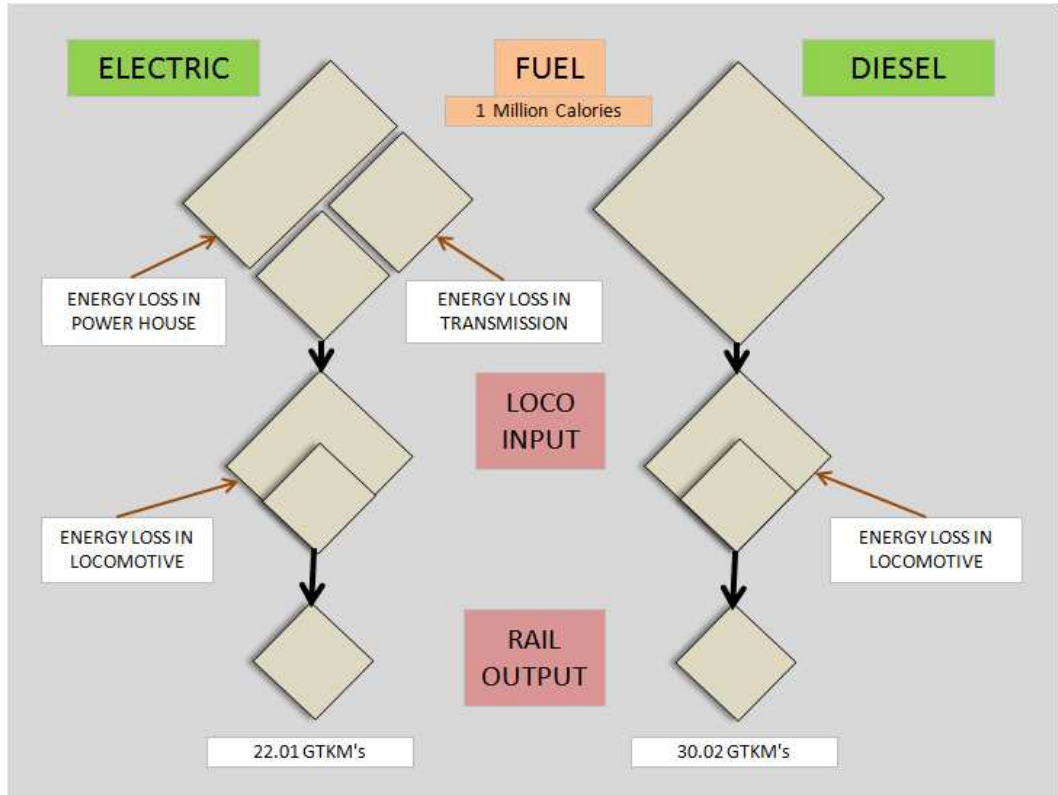 ELECTRIC
FUEL
1 Million Calories
DIESEL
ENERGY LOSS IN
POWER HOUSE
ENERGY LOSS IN
TRANSMISSION
LOCO
INPUT
ENERGY LOSS IN
LOCOMOTIVE
ENERGY LOSS IN
LOCOMOTIVE
RAIL
OUTPUT
22.01 GTKM's
30.02 GTKM's